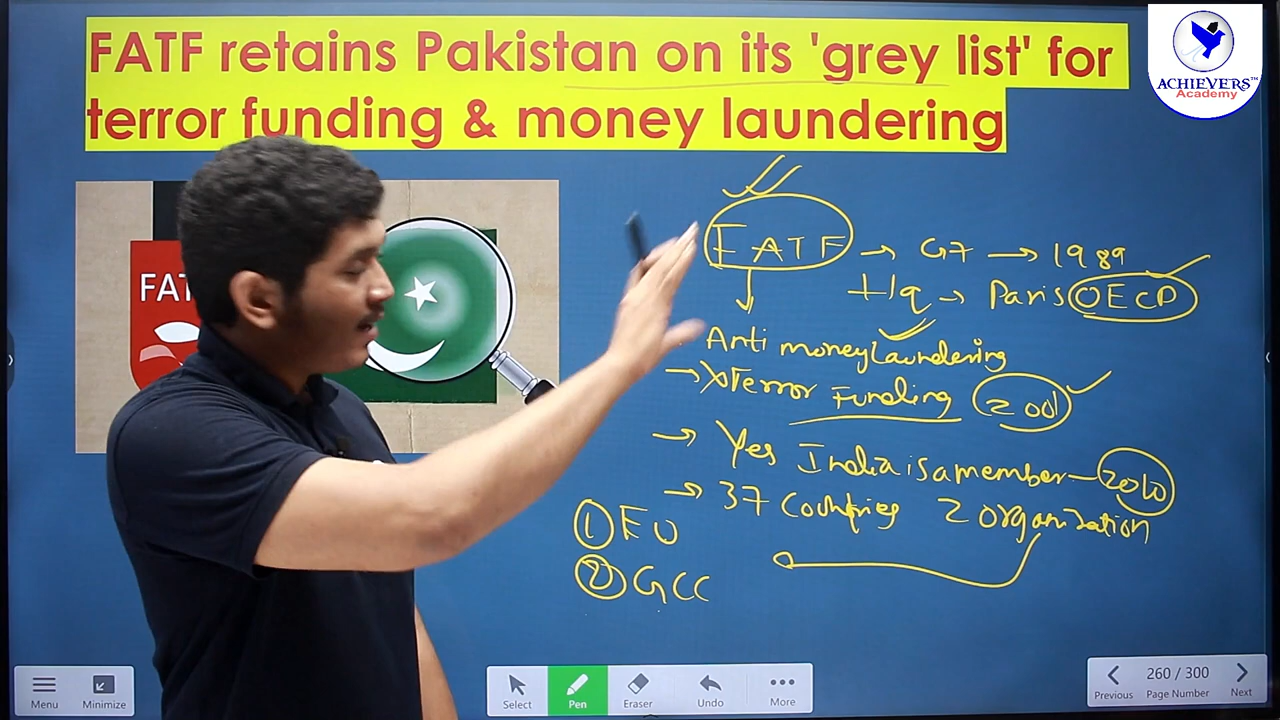 FATF retains Pakistan on its 'grey list' for
terror funding & money laundering
ACHIEVERS™
Academy
FAT
FATF → G7 → 1989
Hq → Paris OECD
Anti money laundering
→ Terror Funding 2001
→ Yes India is a member - 2010
→ 37 Countries 2 organization
① EU
② GCC
Menu
Minimize
Select
Pen
Eraser
Undo
More
260 / 300
Previous
Page Number
Next